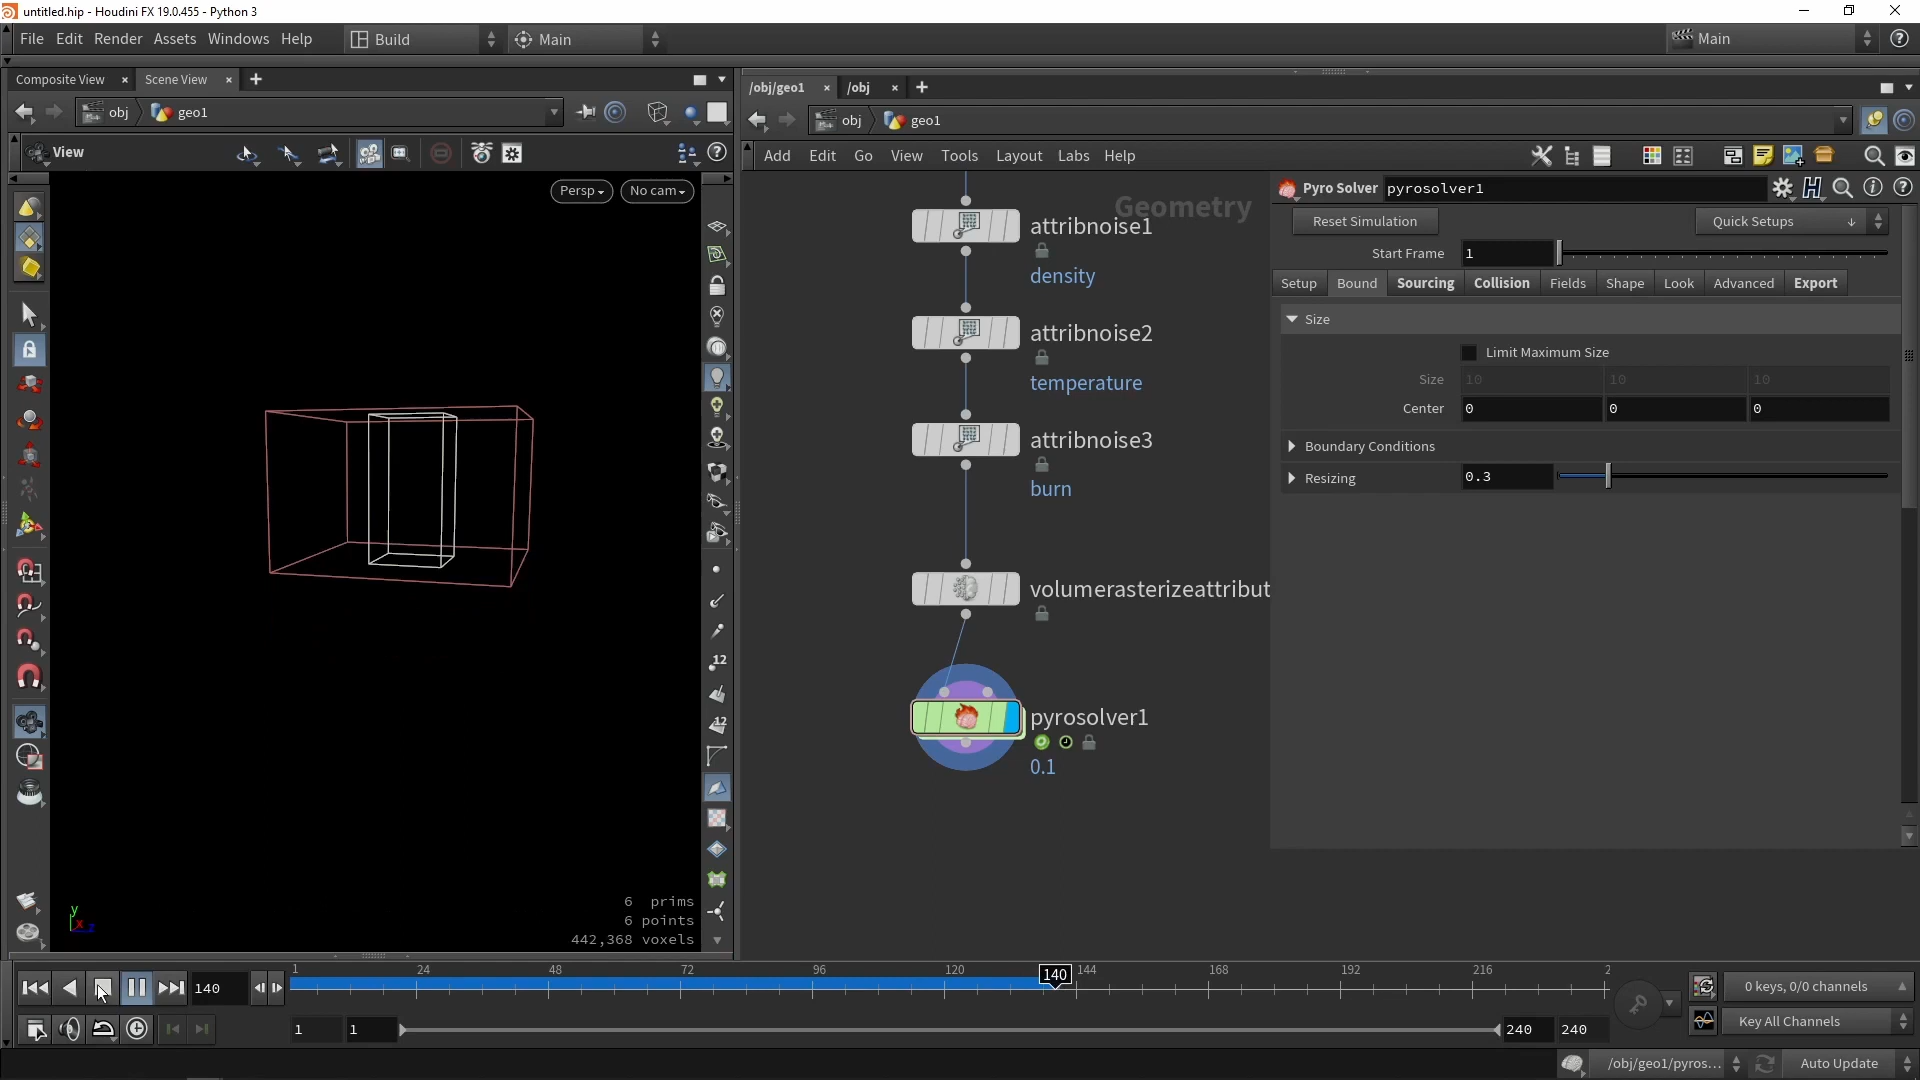 untitled.hip - Houdini FX 19.0.455 - Python 3
File Edit Render Assets Windows Help
Build
Main
Main
Composite View
Scene View
obj
geo1
View
Persp
No cam
6 prims
6 points
442,368 voxels
y
x
z
12
12
/obj/geo1
/obj
obj
geo1
Add Edit Go View Tools Layout Labs Help
Geometry
attribnoise1
density
attribnoise2
temperature
attribnoise3
burn
volumerasterizeattribut
pyrosolver1
0.1
Pyro Solver
pyrosolver1
Reset Simulation
Quick Setups
Start Frame 1
Setup Bound Sourcing Collision Fields Shape Look Advanced Export
Size
Limit Maximum Size
Size 10 10 10
Center 0 0 0
Boundary Conditions
Resizing 0.3
140
1 24 48 72 96 120 140 144 168 192 216 2
1 1 240 240
0 keys, 0/0 channels
Key All Channels
/obj/geo1/pyros...
Auto Update